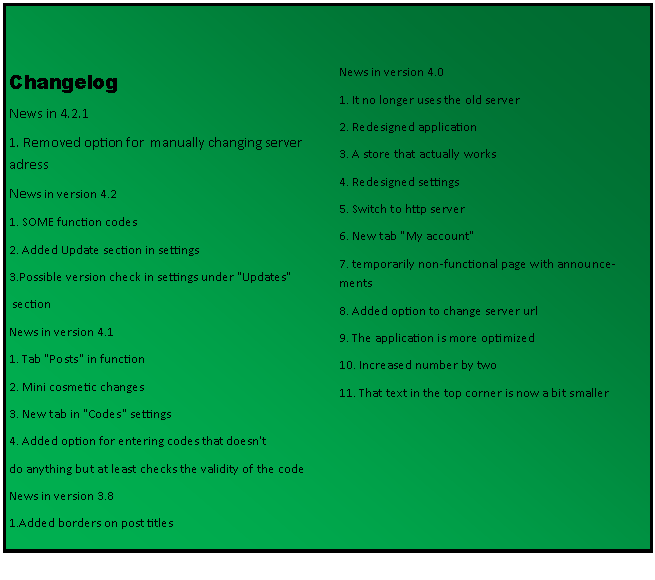 Changelog
News in 4.2.1
1. Removed option for manually changing server
adress
News in version 4.2
1. SOME function codes
2. Added Update section in settings
3.Possible version check in settings under "Updates"
section
News in version 4.1
1. Tab "Posts" in function
2. Mini cosmetic changes
3. New tab in "Codes" settings
4. Added option for entering codes that doesn't
do anything but at least checks the validity of the code
News in version 3.8
1.Added borders on post titles
News in version 4.0
1. It no longer uses the old server
2. Redesigned application
3. A store that actually works
4. Redesigned settings
5. Switch to http server
6. New tab "My account"
7. temporarily non-functional page with announce-
ments
8. Added option to change server url
9. The application is more optimized
10. Increased number by two
11. That text in the top corner is now a bit smaller